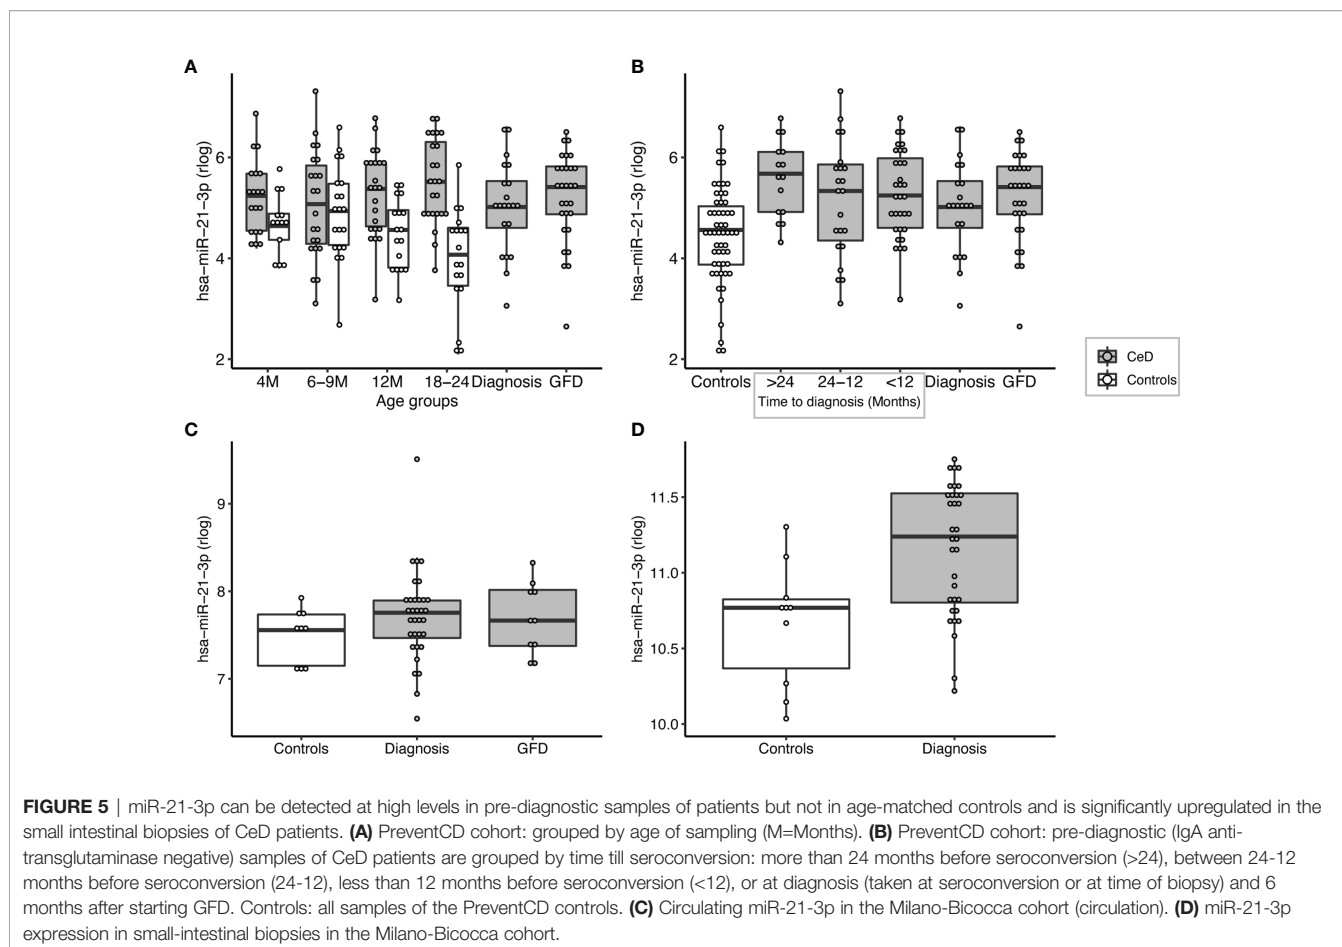 A
B
hsa−miR−21−3p (rlog)
6
4
2
4M 6−9M 12M 18−24 Diagnosis GFD
Age groups
hsa−miR−21−3p (rlog)
6
4
2
Controls >24 24−12 <12 Diagnosis GFD
Time to diagnosis (Months)
CeD
Controls
C
D
hsa−miR−21−3p (rlog)
9
8
7
Controls Diagnosis GFD
hsa−miR−21−3p (rlog)
11.5
11.0
10.5
10.0
Controls Diagnosis
FIGURE 5 | miR-21-3p can be detected at high levels in pre-diagnostic samples of patients but not in age-matched controls and is significantly upregulated in the
small intestinal biopsies of CeD patients. (A) PreventCD cohort: grouped by age of sampling (M=Months). (B) PreventCD cohort: pre-diagnostic (IgA anti-
transglutaminase negative) samples of CeD patients are grouped by time till seroconversion: more than 24 months before seroconversion (>24), between 24-12
months before seroconversion (24-12), less than 12 months before seroconversion (<12), or at diagnosis (taken at seroconversion or at time of biopsy) and 6
months after starting GFD. Controls: all samples of the PreventCD controls. (C) Circulating miR-21-3p in the Milano-Bicocca cohort (circulation). (D) miR-21-3p
expression in small-intestinal biopsies in the Milano-Bicocca cohort.